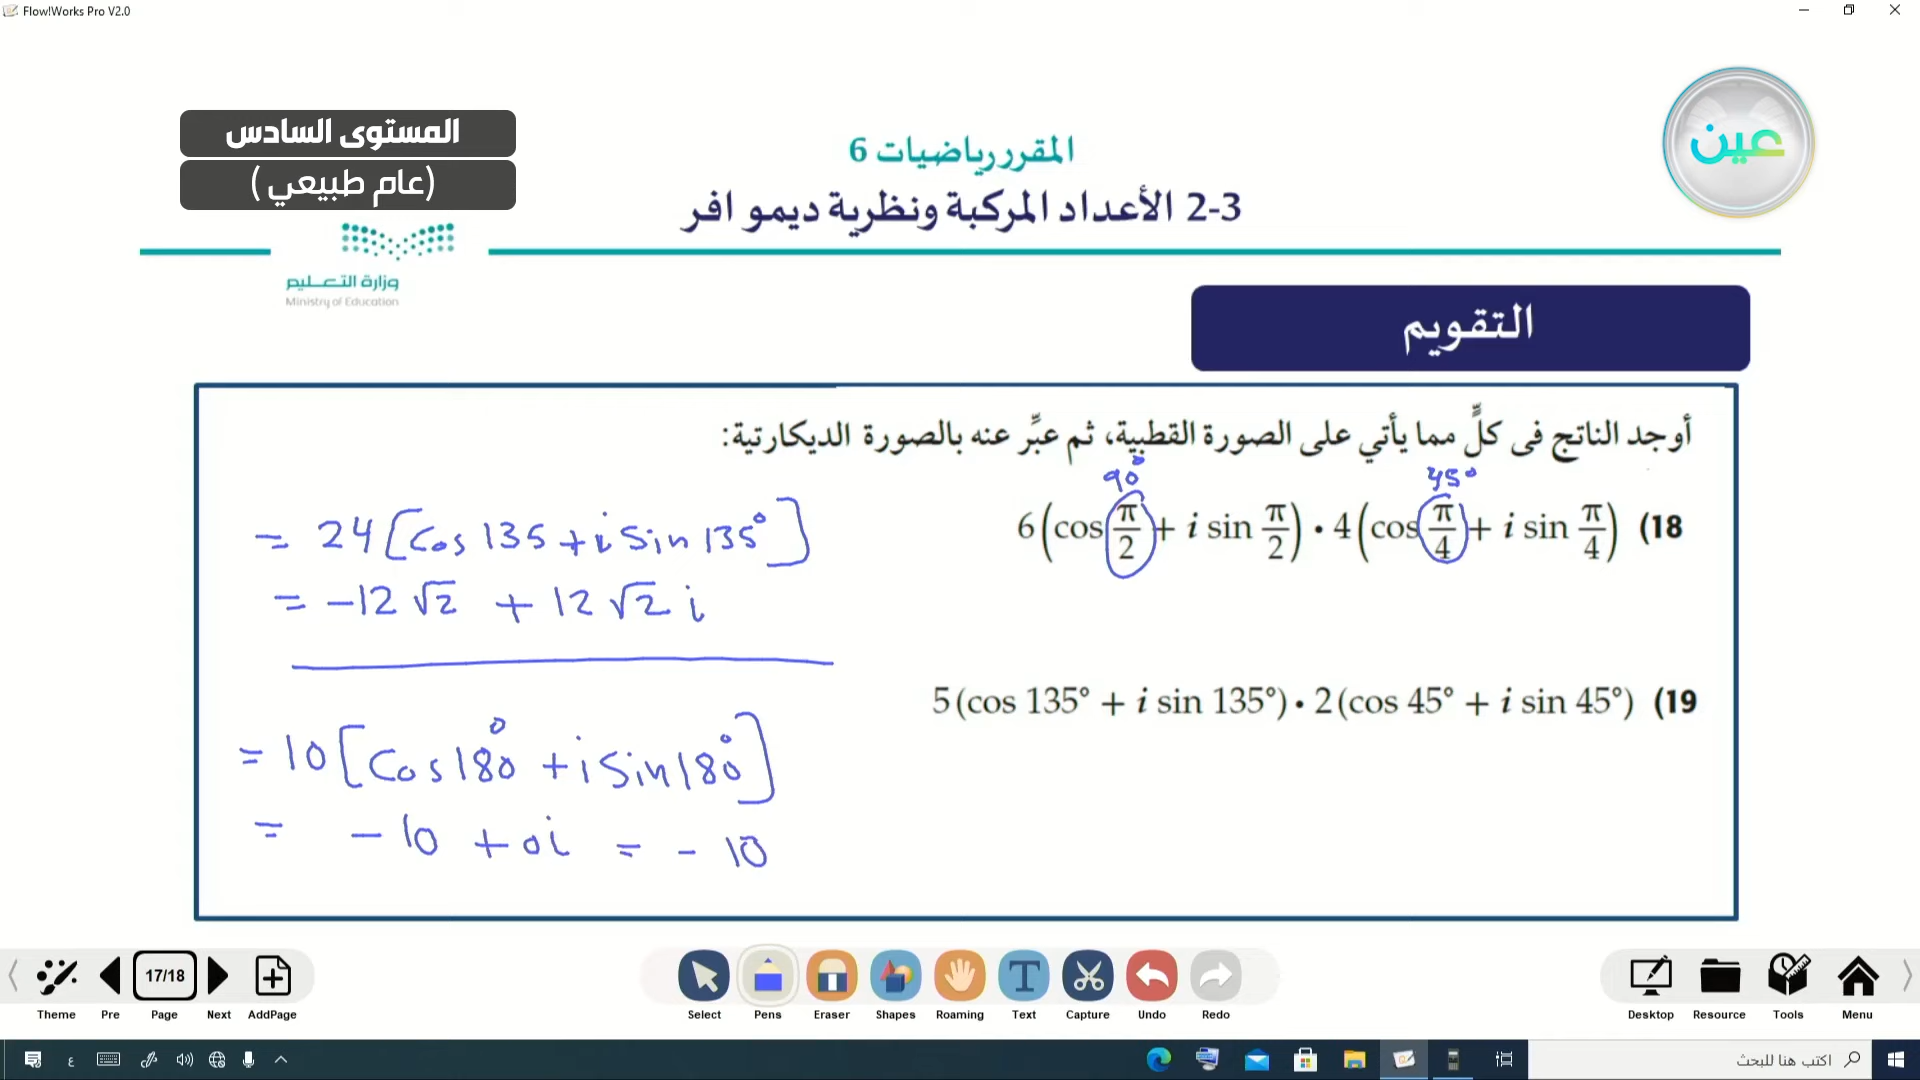 Flow!Works Pro V2.0
المستوى السادس
(عام طبيعي)
عين
المقرر رياضيات 6
2-3 الأعداد المركبة ونظرية ديمو افر
وزارة التعليم
Ministry of Education
التقويم
أوجد الناتج فى كلٍّ مما يأتي على الصورة القطبية، ثم عبِّر عنه بالصورة الديكارتية:
90° 45°
6(cos π/2 + i sin π/2) • 4(cos π/4 + i sin π/4) (18
= 24 [Cos 135 + i Sin 135°]
= -12 √2 + 12 √2 i
5(cos 135° + i sin 135°) • 2(cos 45° + i sin 45°) (19
= 10 [Cos 180° + i Sin 180°]
= - 10 + 0i = - 10
17/18
Theme Pre Page Next AddPage Select Pens Eraser Shapes Roaming Text Capture Undo Redo Desktop Resource Tools Menu
ع
اكتب هنا للبحث